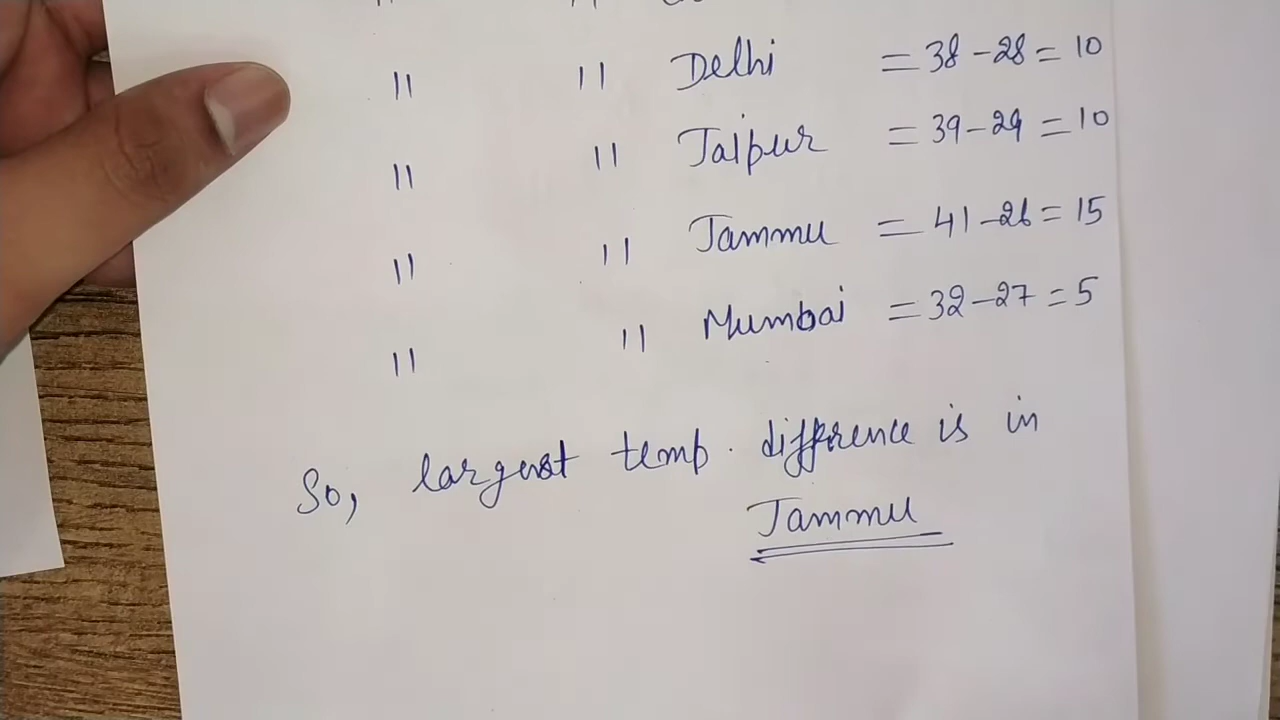 " " Delhi = 38 - 28 = 10
" " Jaipur = 39 - 29 = 10
" " Jammu = 41 - 26 = 15
" " Mumbai = 32 - 27 = 5
So, largest temp. difference is in
Jammu